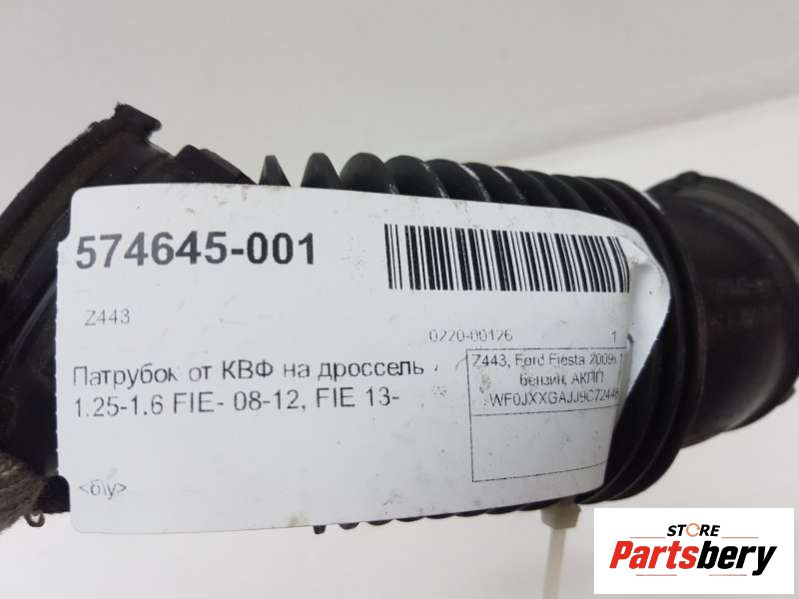 574645-001
Z443
0220-00126 1
Патрубок от КВФ на дроссель
1.25-1.6 FIE- 08-12, FIE 13-
Z443, Ford Fiesta 2009
бензин, АКПП
WF0JXXGAJJ9C72448
<б\у>
STORE
Partsbery